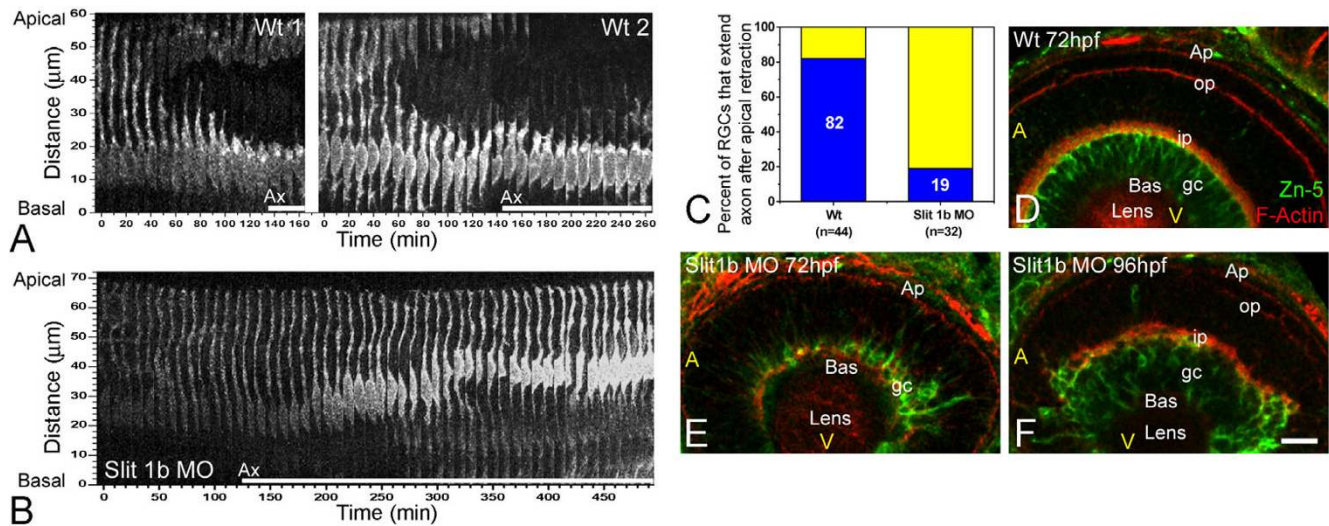 Apical 60
Wt 1
Wt 2
50
40
30
20
10
Basal 0
Distance (µm)
Ax
Ax
0 20 40 60 80 100 120 140 160
0 20 40 60 80 100 120 140 160 180 200 220 240 260
Time (min)
A
Apical 70
60
50
40
30
20
10
Basal 0
Distance (µm)
Slit 1b MO
Ax
0 50 100 150 200 250 300 350 400 450
Time (min)
B
Percent of RGCs that extend
axon after apical retraction
100
80
60
40
20
0
82
19
Wt
(n=44)
Slit 1b MO
(n=32)
C
Wt 72hpf
Ap
op
A
ip
Bas
gc
Lens
V
Zn-5
F-Actin
D
Slit1b MO 72hpf
Ap
A
Bas
gc
Lens
V
E
Slit1b MO 96hpf
Ap
op
A
ip
gc
Bas
V
Lens
F